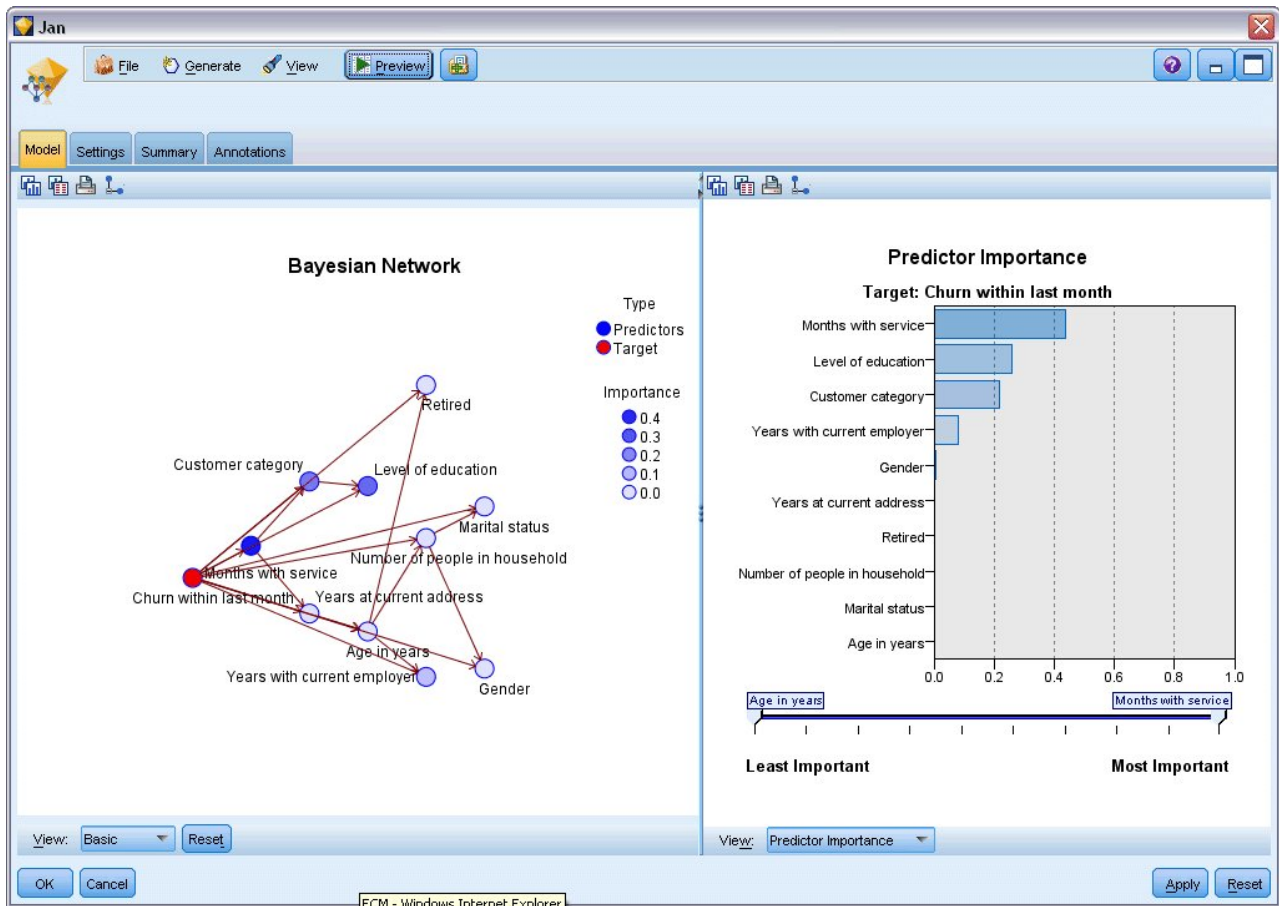 Jan
File Generate View Preview
Model Settings Summary Annotations
Bayesian Network
Type
Predictors
Target
Importance
0.4
0.3
0.2
0.1
0.0
Retired
Customer category
Level of education
Marital status
Number of people in household
Months with service
Churn within last month
Years at current address
Age in years
Years with current employer
Gender
View: Basic Reset
Predictor Importance
Target: Churn within last month
Months with service
Level of education
Customer category
Years with current employer
Gender
Years at current address
Retired
Number of people in household
Marital status
Age in years
0.0 0.2 0.4 0.6 0.8 1.0
Age in years Months with service
Least Important Most Important
View: Predictor Importance
OK Cancel Apply Reset
ECM - Windows Internet Explorer